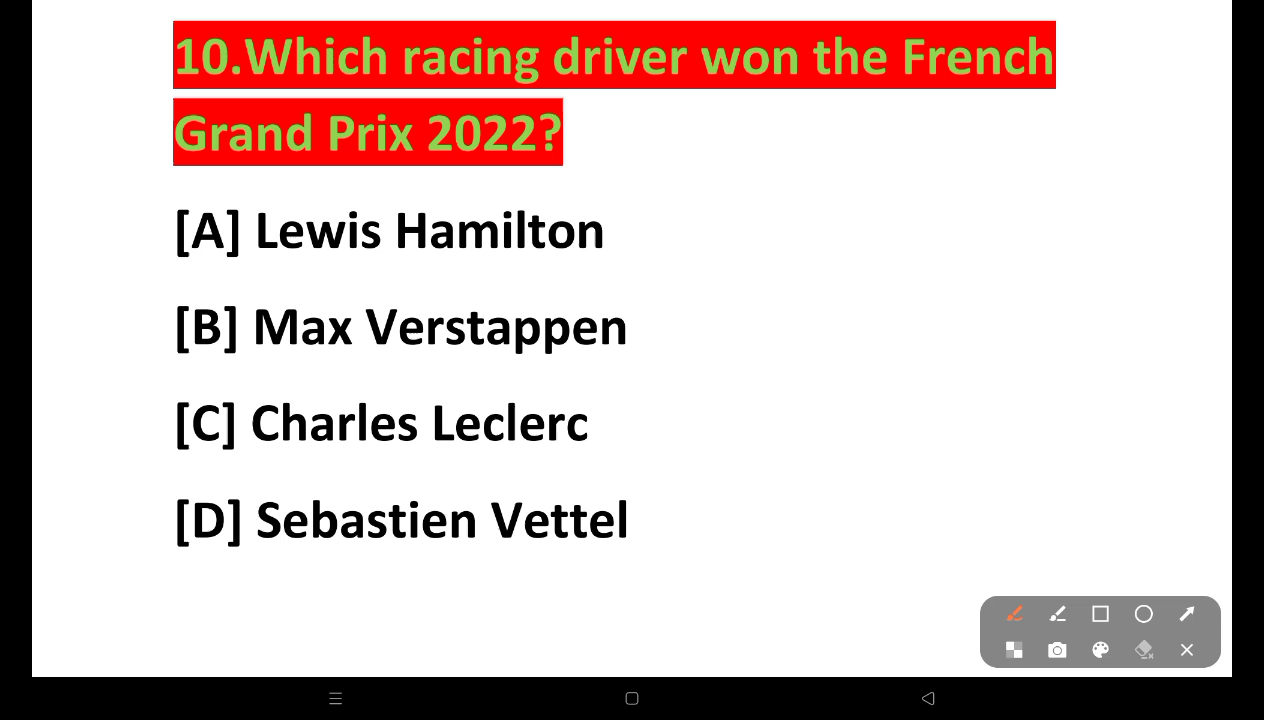 10.Which racing driver won the French
Grand Prix 2022?
[A] Lewis Hamilton
[B] Max Verstappen
[C] Charles Leclerc
[D] Sebastien Vettel